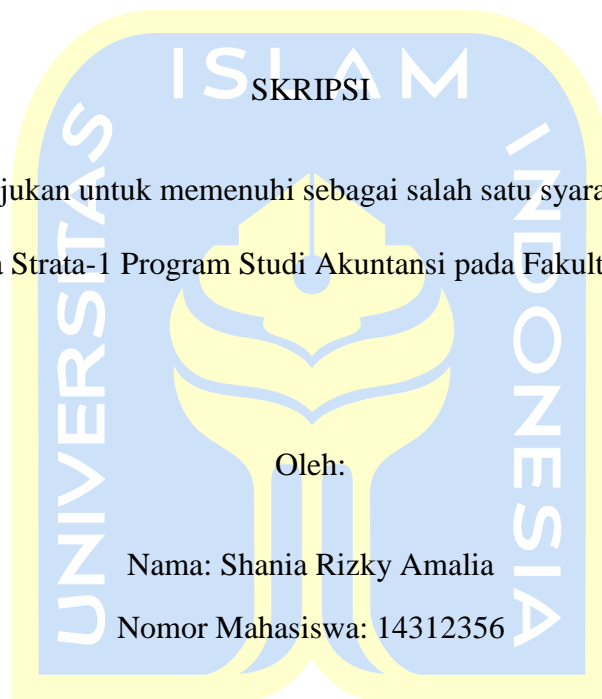 SKRIPSI
jukan untuk memenuhi sebagai salah satu syara
Strata-1 Program Studi Akuntansi pada Fakult
Oleh:
Nama: Shania Rizky Amalia
Nomor Mahasiswa: 14312356
UNIVERSITAS
ISLAM
INDONESIA